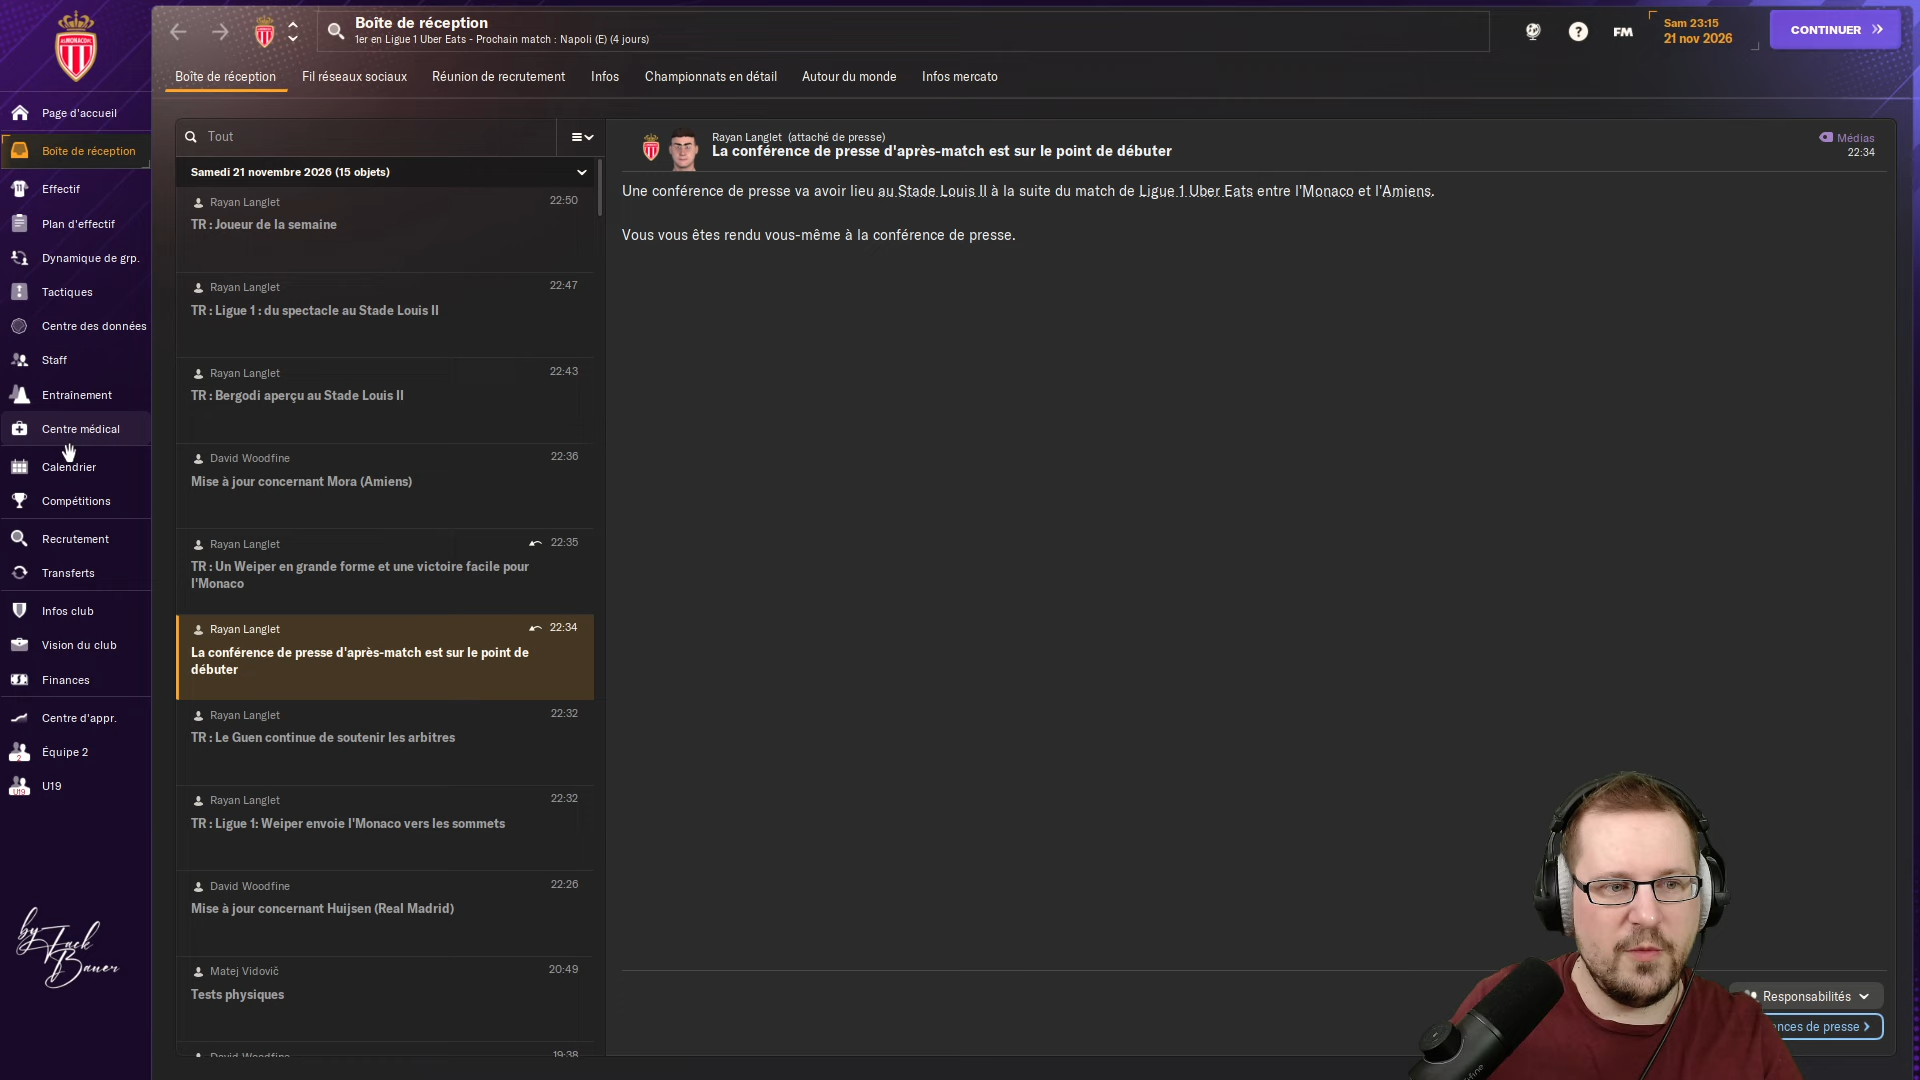 Boîte de réception
1er en Ligue 1 Uber Eats - Prochain match : Napoli (E) (4 jours)
FM
Sam 23:15
21 nov 2026
CONTINUER
Boîte de réception
Fil réseaux sociaux
Réunion de recrutement
Infos
Championnats en détail
Autour du monde
Infos mercato
Page d'accueil
Boîte de réception
Effectif
Plan d'effectif
Dynamique de grp.
Tactiques
Centre des données
Staff
Entraînement
Centre médical
Calendrier
Compétitions
Recrutement
Transferts
Infos club
Vision du club
Finances
Centre d'appr.
Équipe 2
U19
by Jack Bauer
Tout
Samedi 21 novembre 2026 (15 objets)
Rayan Langlet 22:50
TR : Joueur de la semaine
Rayan Langlet 22:47
TR : Ligue 1 : du spectacle au Stade Louis II
Rayan Langlet 22:43
TR : Bergodi aperçu au Stade Louis II
David Woodfine 22:36
Mise à jour concernant Mora (Amiens)
Rayan Langlet 22:35
TR : Un Weiper en grande forme et une victoire facile pour
l'Monaco
Rayan Langlet 22:34
La conférence de presse d'après-match est sur le point de
débuter
Rayan Langlet 22:32
TR : Le Guen continue de soutenir les arbitres
Rayan Langlet 22:32
TR : Ligue 1: Weiper envoie l'Monaco vers les sommets
David Woodfine 22:26
Mise à jour concernant Huijsen (Real Madrid)
Matej Vidovič 20:49
Tests physiques
David Woodfine 19:38
Rayan Langlet (attaché de presse)
La conférence de presse d'après-match est sur le point de débuter
Médias
22:34
Une conférence de presse va avoir lieu au Stade Louis II à la suite du match de Ligue 1 Uber Eats entre l'Monaco et l'Amiens.
Vous vous êtes rendu vous-même à la conférence de presse.
Responsabilités
ences de presse